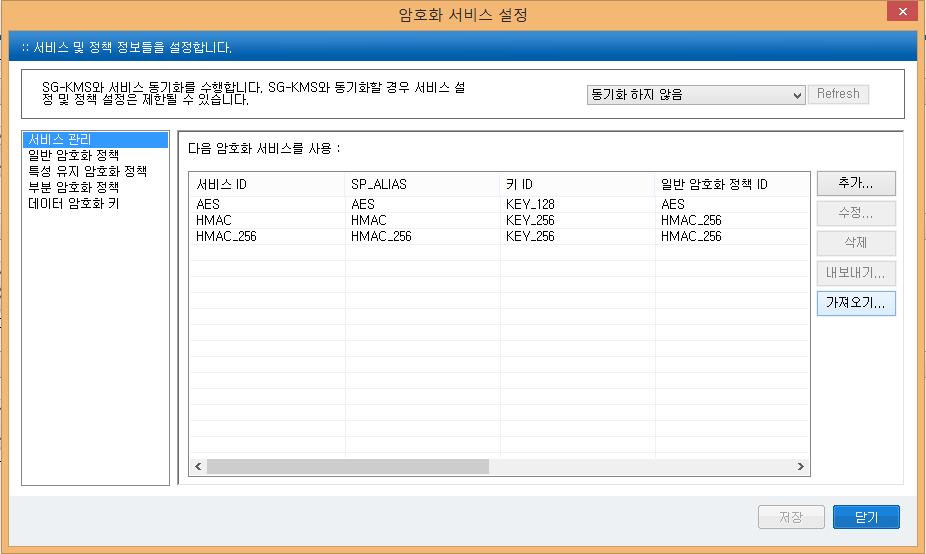 암호화 서비스 설정
:: 서비스 및 정책 정보들을 설정합니다.
SG-KMS와 서비스 동기화를 수행합니다. SG-KMS와 동기화할 경우 서비스 설
정 및 정책 설정은 제한될 수 있습니다.
동기화 하지 않음
Refresh
서비스 관리
일반 암호화 정책
특성 유지 암호화 정책
부분 암호화 정책
데이터 암호화 키
다음 암호화 서비스를 사용 :
서비스 ID SP_ALIAS 키 ID 일반 암호화 정책 ID
AES AES KEY_128 AES
HMAC HMAC KEY_256 HMAC_256
HMAC_256 HMAC_256 KEY_256 HMAC_256
추가...
수정...
삭제
내보내기...
가져오기...
저장
닫기